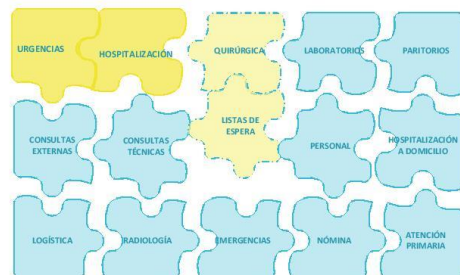 URGENCIAS
HOSPITALIZACIÓN
QUIRÚRGICA
LABORATORIOS
PARITORIOS
CONSULTAS
EXTERNAS
CONSULTAS
TÉCNICAS
LISTAS DE
ESPERA
PERSONAL
HOSPITALIZACIÓN
A DOMICILIO
LOGÍSTICA
RADIOLOGÍA
EMERGENCIAS
NÓMINA
ATENCIÓN
PRIMARIA